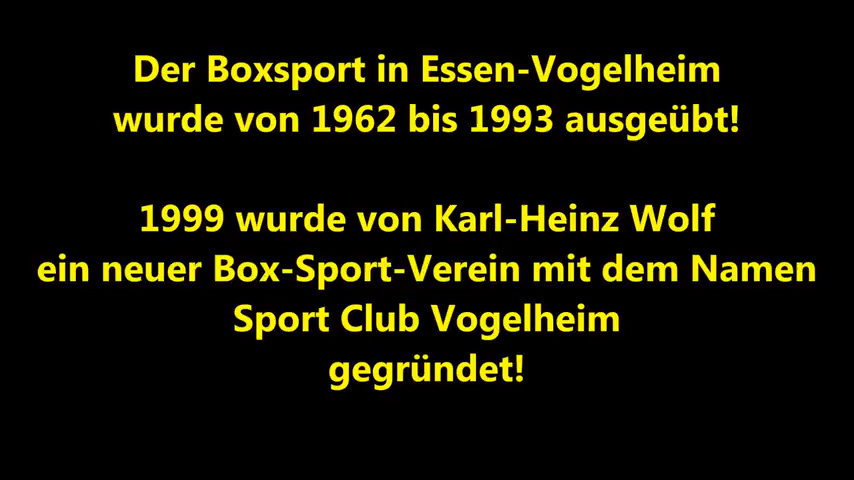 Der Boxsport in Essen-Vogelheim
wurde von 1962 bis 1993 ausgeübt!
1999 wurde von Karl-Heinz Wolf
ein neuer Box-Sport-Verein mit dem Namen
Sport Club Vogelheim
gegründet!